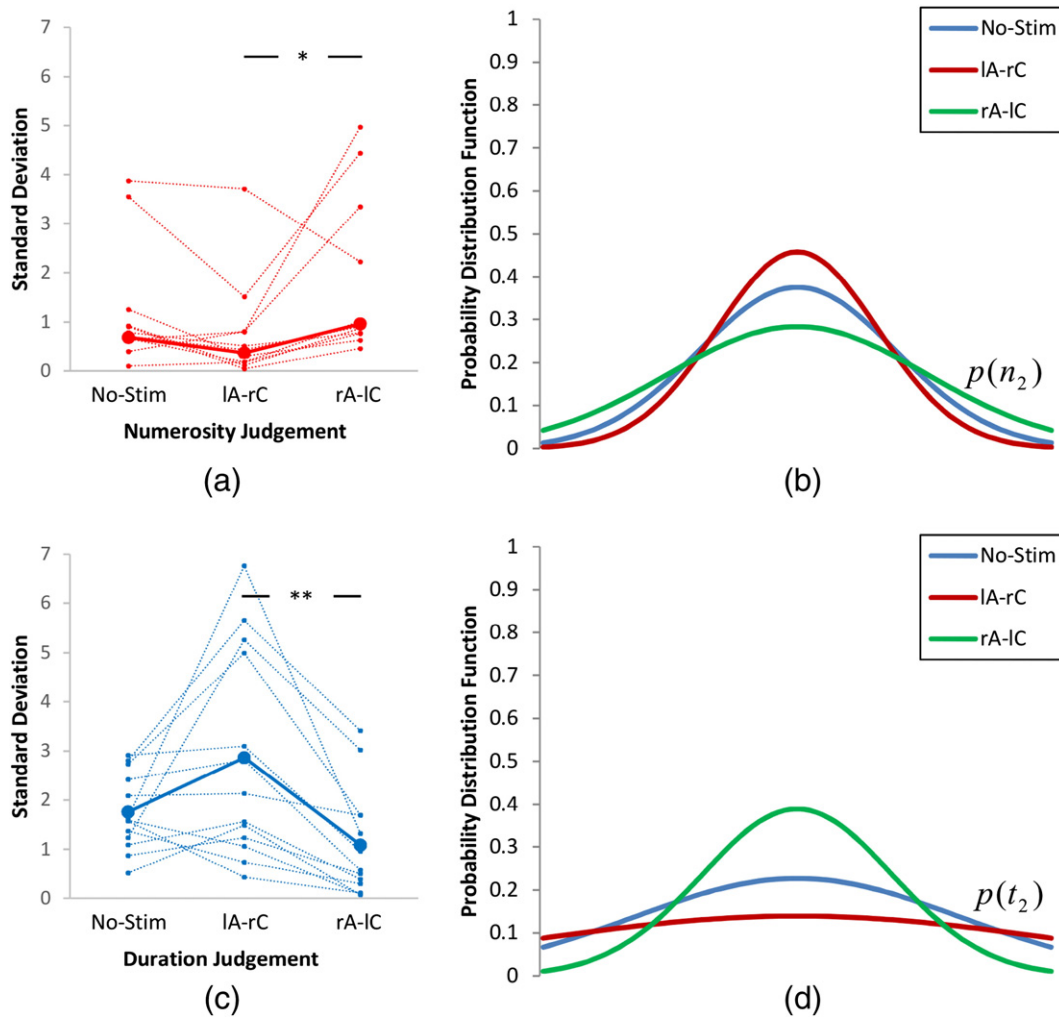 7
6
5
4
3
2
1
0
Standard Deviation
*
No-Stim
lA-rC
rA-lC
Numerosity Judgement
(a)
1
0.9
0.8
0.7
0.6
0.5
0.4
0.3
0.2
0.1
0
Probability Distribution Function
No-Stim
lA-rC
rA-lC
p(n2)
(b)
7
6
5
4
3
2
1
0
Standard Deviation
**
No-Stim
lA-rC
rA-lC
Duration Judgement
(c)
1
0.9
0.8
0.7
0.6
0.5
0.4
0.3
0.2
0.1
0
Probability Distribution Function
No-Stim
lA-rC
rA-lC
p(t2)
(d)